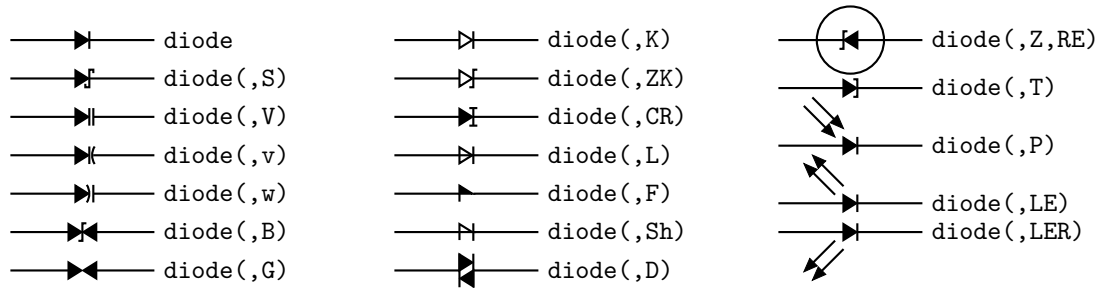 diode
diode(,S)
diode(,V)
diode(,v)
diode(,w)
diode(,B)
diode(,G)
diode(,K)
diode(,ZK)
diode(,CR)
diode(,L)
diode(,F)
diode(,Sh)
diode(,D)
diode(,Z,RE)
diode(,T)
diode(,P)
diode(,LE)
diode(,LER)